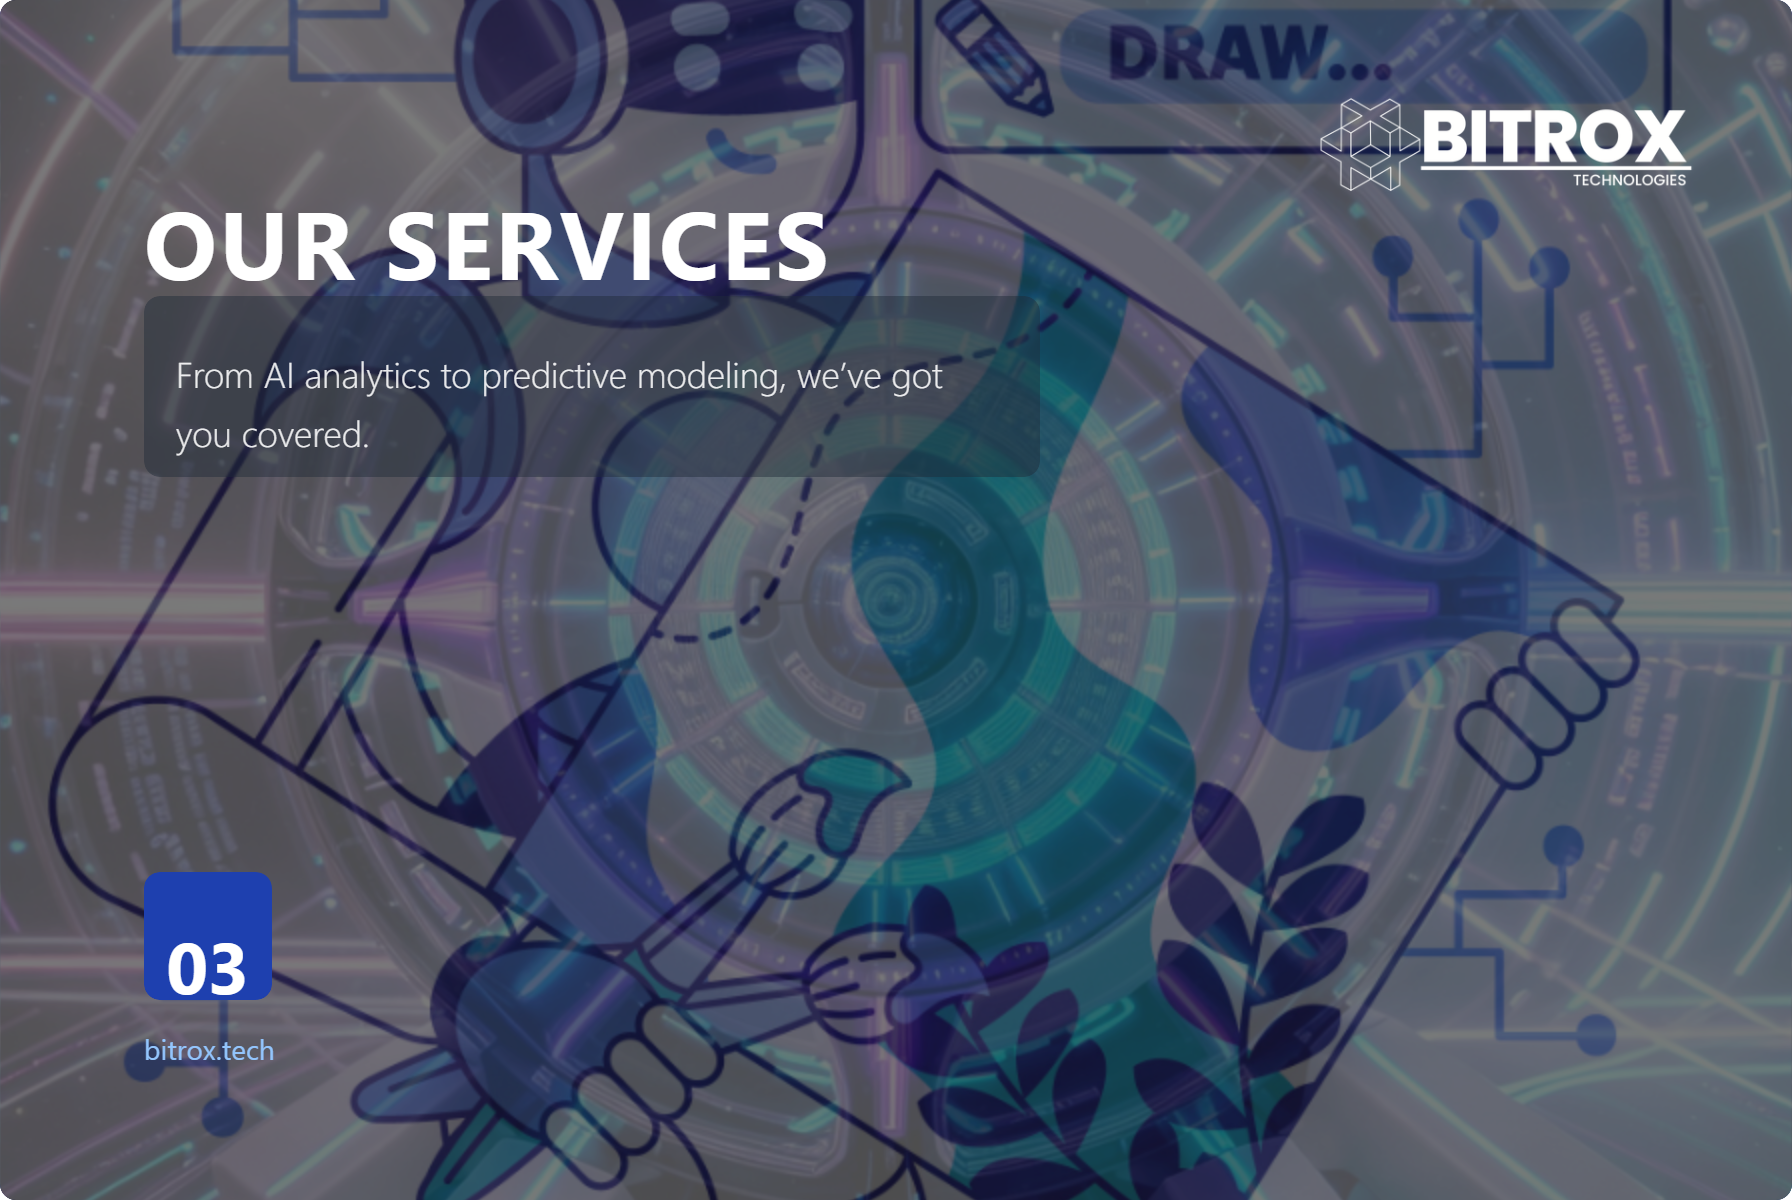 DRAW...
BITROX
TECHNOLOGIES
OUR SERVICES
From AI analytics to predictive modeling, we’ve got
you covered.
03
bitrox.tech